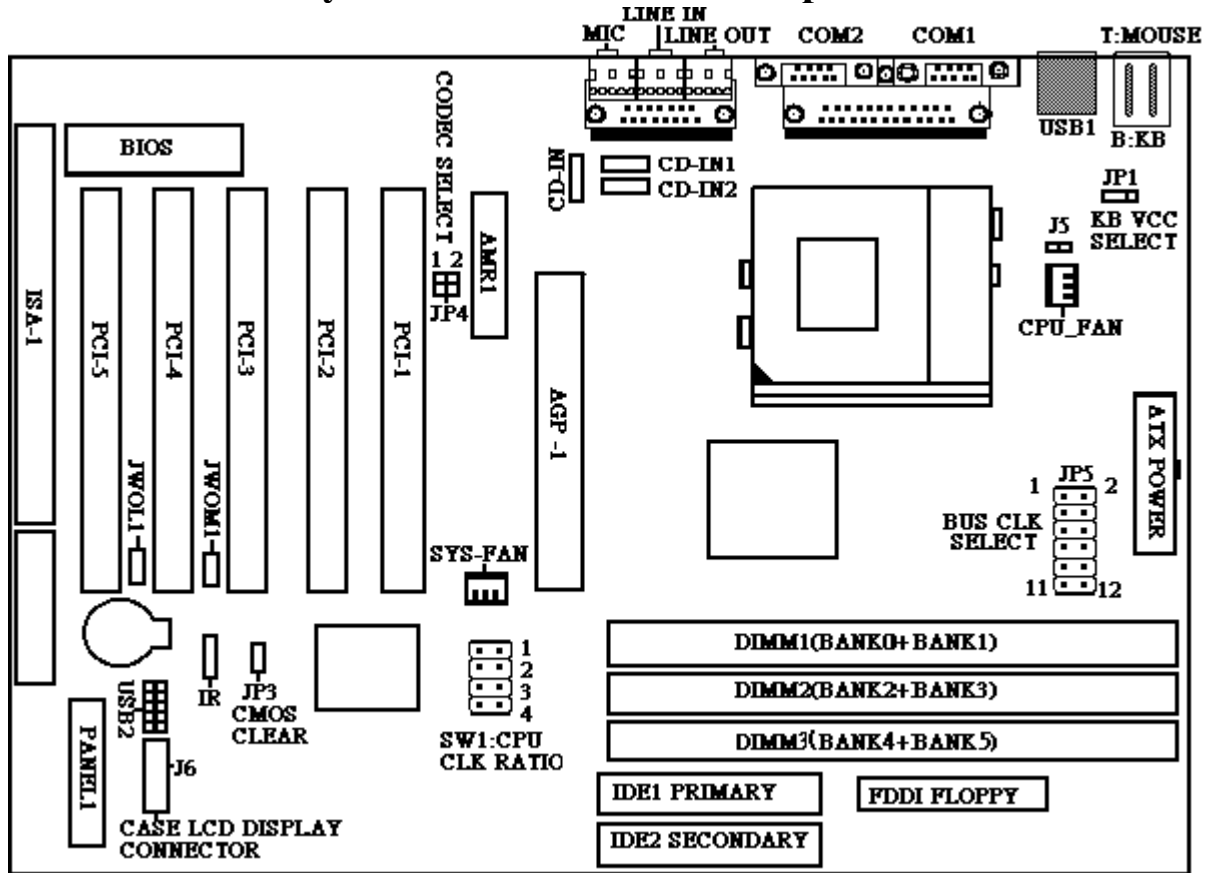 LINE IN
MIC
LINE OUT
COM2
COM1
T:MOUSE
USB1
B:KB
BIOS
CODEC SELECT
1 2
JP4
AMR1
CD-IN
CD-IN1
CD-IN2
JP1
KB VCC
SELECT
J5
CPU_FAN
ISA-1
PCI-5
PCI-4
PCI-3
PCI-2
PCI-1
AGP -1
ATX POWER
JWOL1
JWOM1
JP5
1
2
BUS CLK
SELECT
11
12
SYS-FAN
1
2
3
4
SW1:CPU
CLK RATIO
DIMM1(BANK0+BANK1)
DIMM2(BANK2+BANK3)
DIMM3(BANK4+BANK5)
USB2
IR
JP3
CMOS
CLEAR
PANEL1
J6
CASE LCD DISPLAY
CONNECTOR
IDE1 PRIMARY
FDD1 FLOPPY
IDE2 SECONDARY